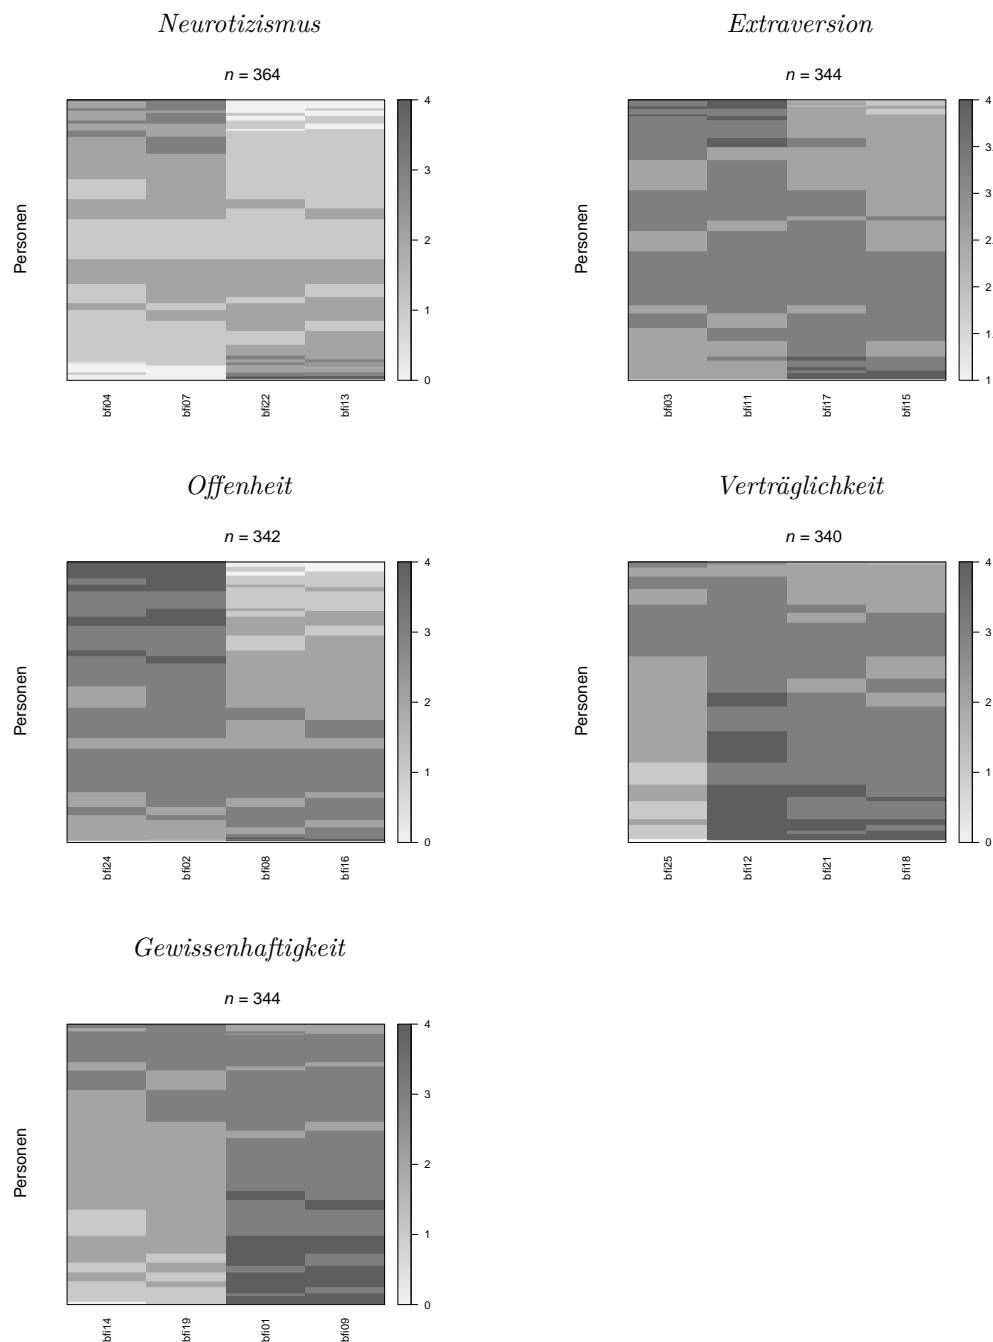 Neurotizismus
n = 364
Personen
4
3
2
1
0
bfi04
bfi07
bfi22
bfi13
Extraversion
n = 344
Personen
4
3.
3
2.
2
1.
1
bfi03
bfi11
bfi17
bfi15
Offenheit
n = 342
Personen
4
3
2
1
0
bfi24
bfi02
bfi08
bfi16
Verträglichkeit
n = 340
Personen
4
3
2
1
0
bfi25
bfi12
bfi21
bfi18
Gewissenhaftigkeit
n = 344
Personen
4
3
2
1
0
bfi14
bfi19
bfi01
bfi09